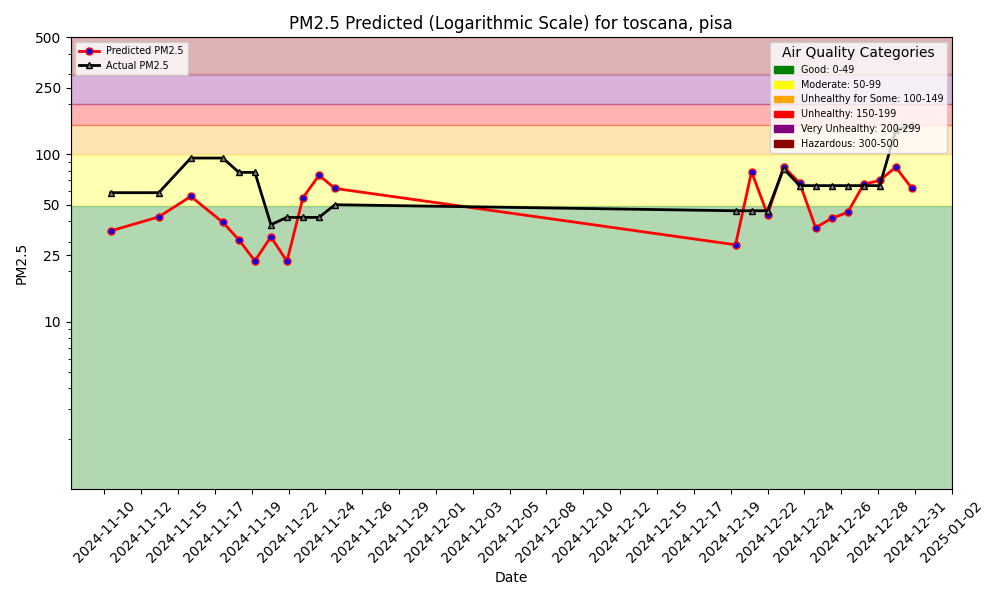 PM2.5 Predicted (Logarithmic Scale) for toscana, pisa
Predicted PM2.5
Actual PM2.5
Air Quality Categories
Good: 0-49
Moderate: 50-99
Unhealthy for Some: 100-149
Unhealthy: 150-199
Very Unhealthy: 200-299
Hazardous: 300-500
PM2.5
500
250
100
50
25
10
2024-11-10
2024-11-12
2024-11-15
2024-11-17
2024-11-19
2024-11-22
2024-11-24
2024-11-26
2024-11-29
2024-12-01
2024-12-03
2024-12-05
2024-12-08
2024-12-10
2024-12-12
2024-12-15
2024-12-17
2024-12-19
2024-12-22
2024-12-24
2024-12-26
2024-12-28
2024-12-31
2025-01-02
Date